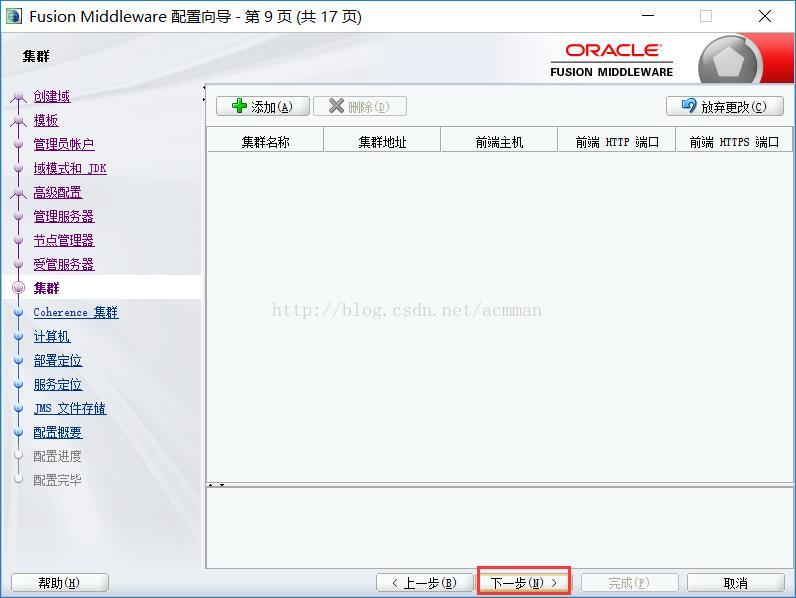 Fusion Middleware 配置向导 - 第 9 页 (共 17 页)
集群
ORACLE
FUSION MIDDLEWARE
创建域
模板
管理员帐户
域模式和 JDK
高级配置
管理服务器
节点管理器
受管服务器
集群
Coherence 集群
计算机
部署定位
服务定位
JMS 文件存储
配置概要
配置进度
配置完毕
添加(A) 删除(D) 放弃更改(C)
集群名称 集群地址 前端主机 前端 HTTP 端口 前端 HTTPS 端口
http://blog.csdn.net/acmman
帮助(H) < 上一步(B) 下一步(N) > 完成(F) 取消